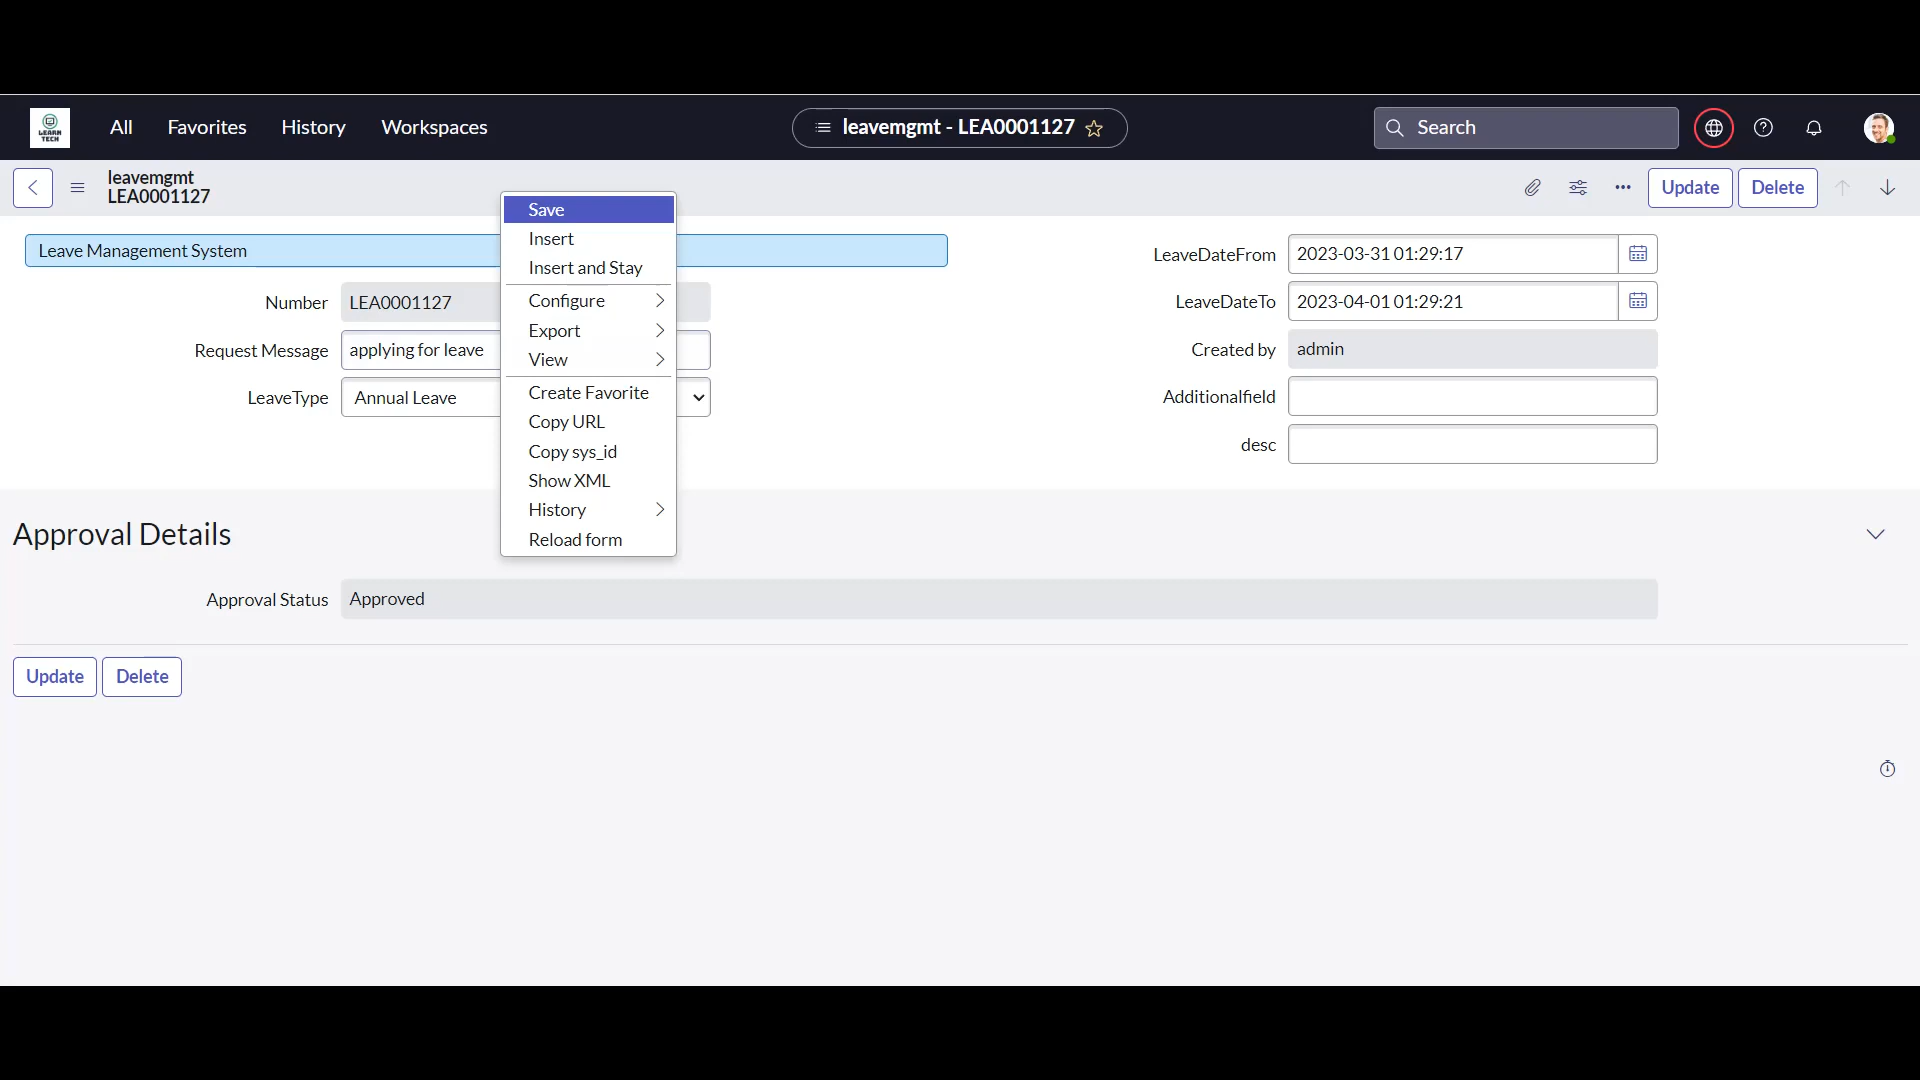 LEARN
TECH
All
Favorites
History
Workspaces
leavemgmt - LEA0001127
Search
leavemgmt
LEA0001127
Update
Delete
Save
Insert
Insert and Stay
Configure
Export
View
Create Favorite
Copy URL
Copy sys_id
Show XML
History
Reload form
Leave Management System
Number
LEA0001127
Request Message
applying for leave
LeaveType
Annual Leave
LeaveDateFrom
2023-03-31 01:29:17
LeaveDateTo
2023-04-01 01:29:21
Created by
admin
Additionalfield
desc
Approval Details
Approval Status
Approved
Update
Delete